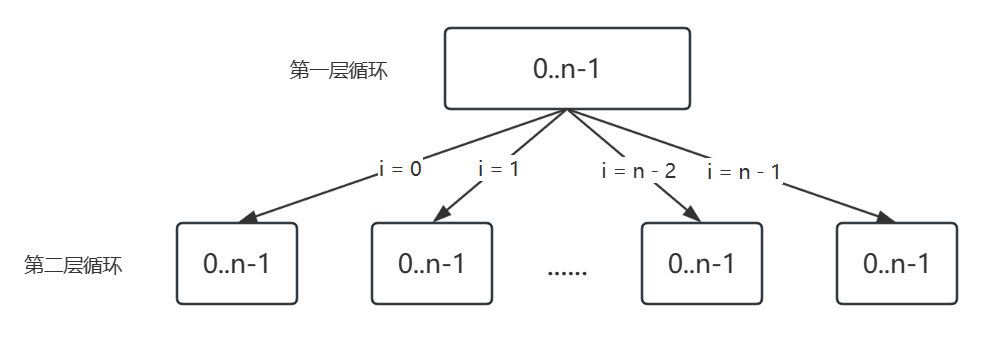 第一层循环
0..n-1
i = 0
i = 1
i = n - 2
i = n - 1
第二层循环
0..n-1
0..n-1
......
0..n-1
0..n-1